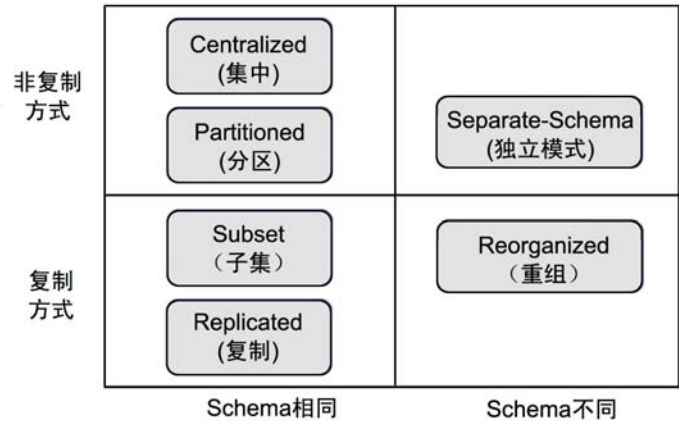 非复制
方式
Centralized
(集中)
Partitioned
(分区)
Separate-Schema
(独立模式)
复制
方式
Subset
（子集）
Replicated
(复制)
Reorganized
（重组）
Schema相同
Schema不同